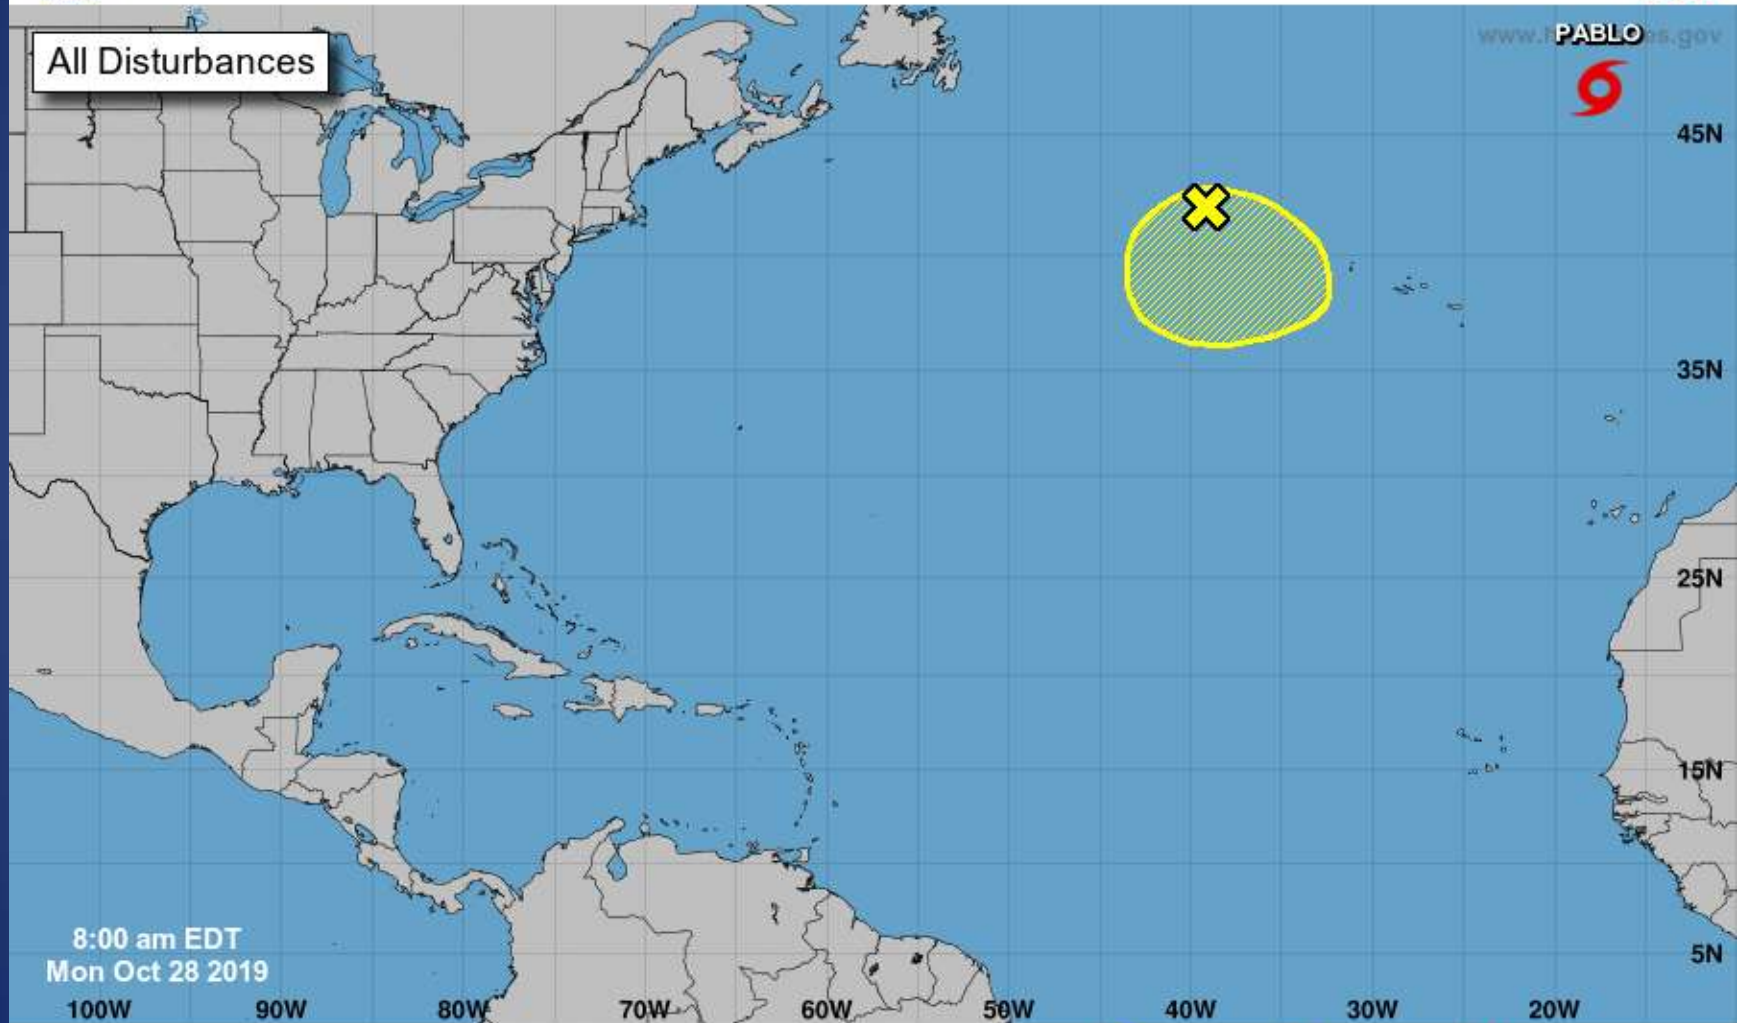 All Disturbances
PABLO
45N
35N
25N
15N
5N
8:00 am EDT
Mon Oct 28 2019
100W 90W 80W 70W 60W 50W 40W 30W 20W